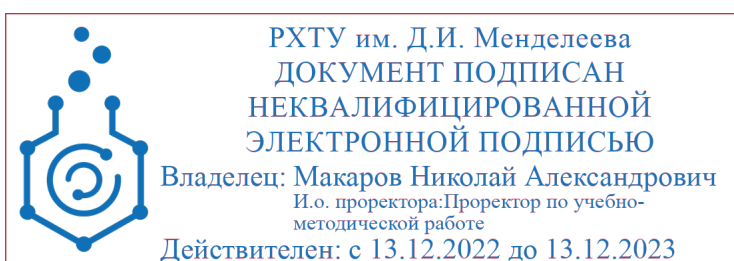 РХТУ им. Д.И. Менделеева
ДОКУМЕНТ ПОДПИСАН
НЕКВАЛИФИЦИРОВАННОЙ
ЭЛЕКТРОННОЙ ПОДПИСЬЮ
Владелец: Макаров Николай Александрович
И.о. проректора:Проректор по учебно-
методической работе
Действителен: с 13.12.2022 до 13.12.2023